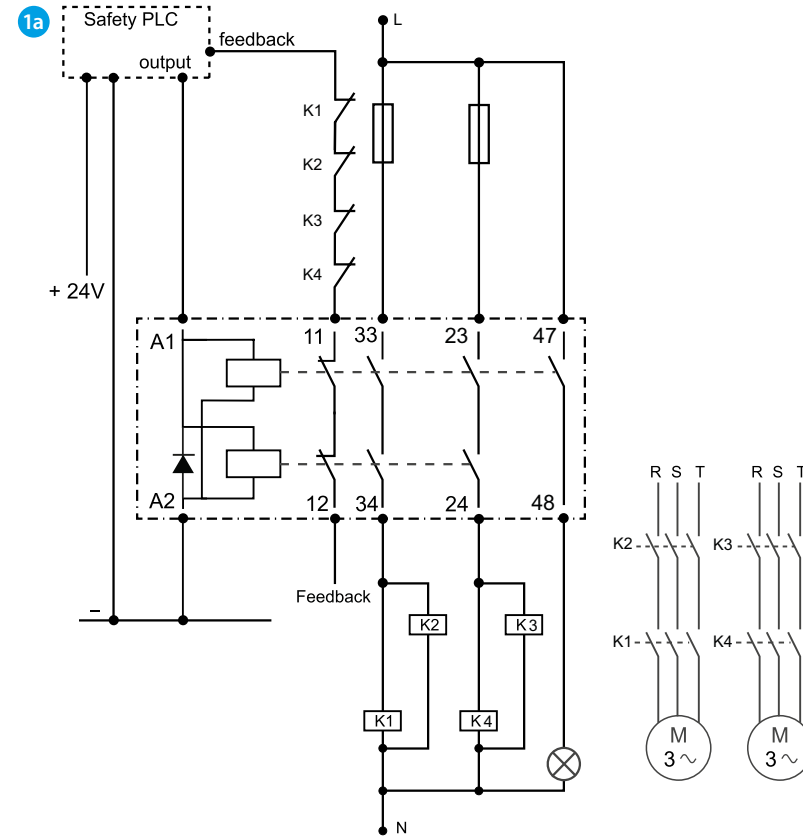 1a
Safety PLC
L
feedback
output
K1
K2
K3
K4
+ 24V
A1
11
33
23
47
A2
12
34
24
48
R S T
R S T
K2
K3
Feedback
–
K2
K3
K1
K4
K1
K4
M
3 ~
M
3 ~
N